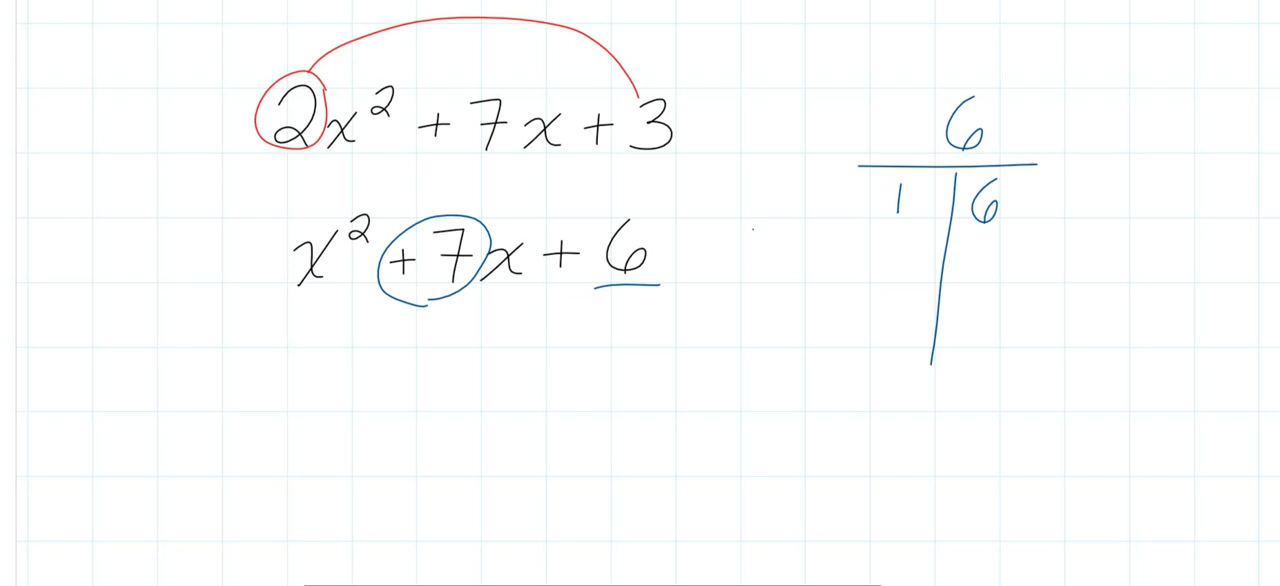 2x² + 7x + 3
x² + 7x + 6
6
1 | 6